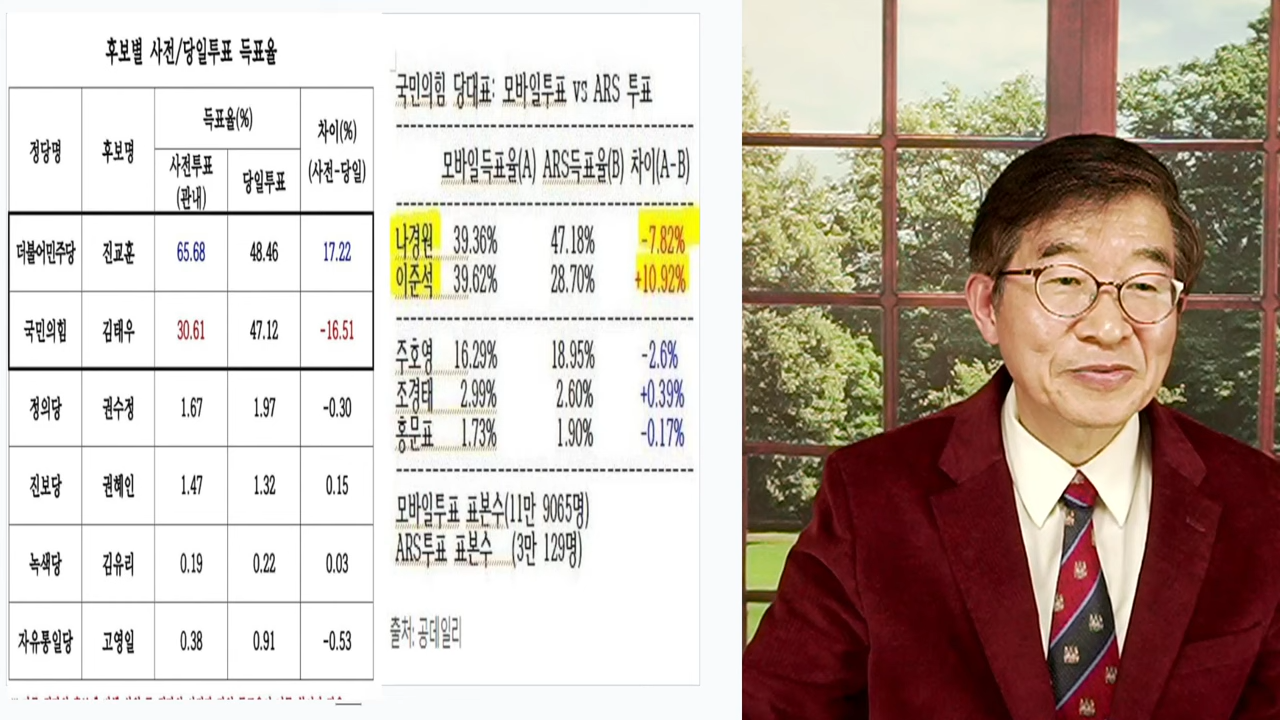 후보별 사전/당일투표 득표율
정당명 후보명 득표율(%) 차이(%)
(사전-당일)
사전투표
(관내) 당일투표
더불어민주당 진교훈 65.68 48.46 17.22
국민의힘 김태우 30.61 47.12 -16.51
정의당 권수정 1.67 1.97 -0.30
진보당 권혜인 1.47 1.32 0.15
녹색당 김유리 0.19 0.22 0.03
자유통일당 고영일 0.38 0.91 -0.53
국민의힘 당대표: 모바일투표 vs ARS 투표
모바일득표율(A) ARS득표율(B) 차이(A-B)
나경원 39.36% 47.18% -7.82%
이준석 39.62% 28.70% +10.92%
주호영 16.29% 18.95% -2.6%
조경태 2.99% 2.60% +0.39%
홍문표 1.73% 1.90% -0.17%
모바일투표 표본수(11만 9065명)
ARS투표 표본수 (3만 129명)
출처: 공데일리